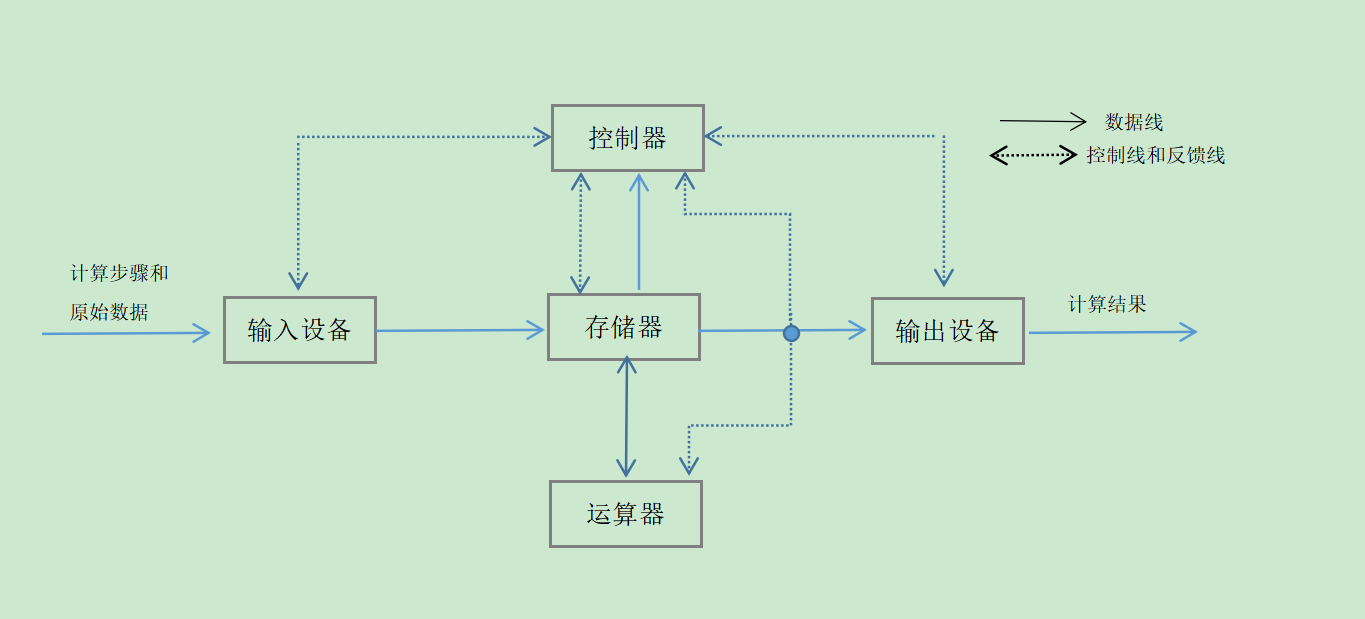 控制器
数据线
控制线和反馈线
计算步骤和
原始数据
输入设备
存储器
输出设备
计算结果
运算器